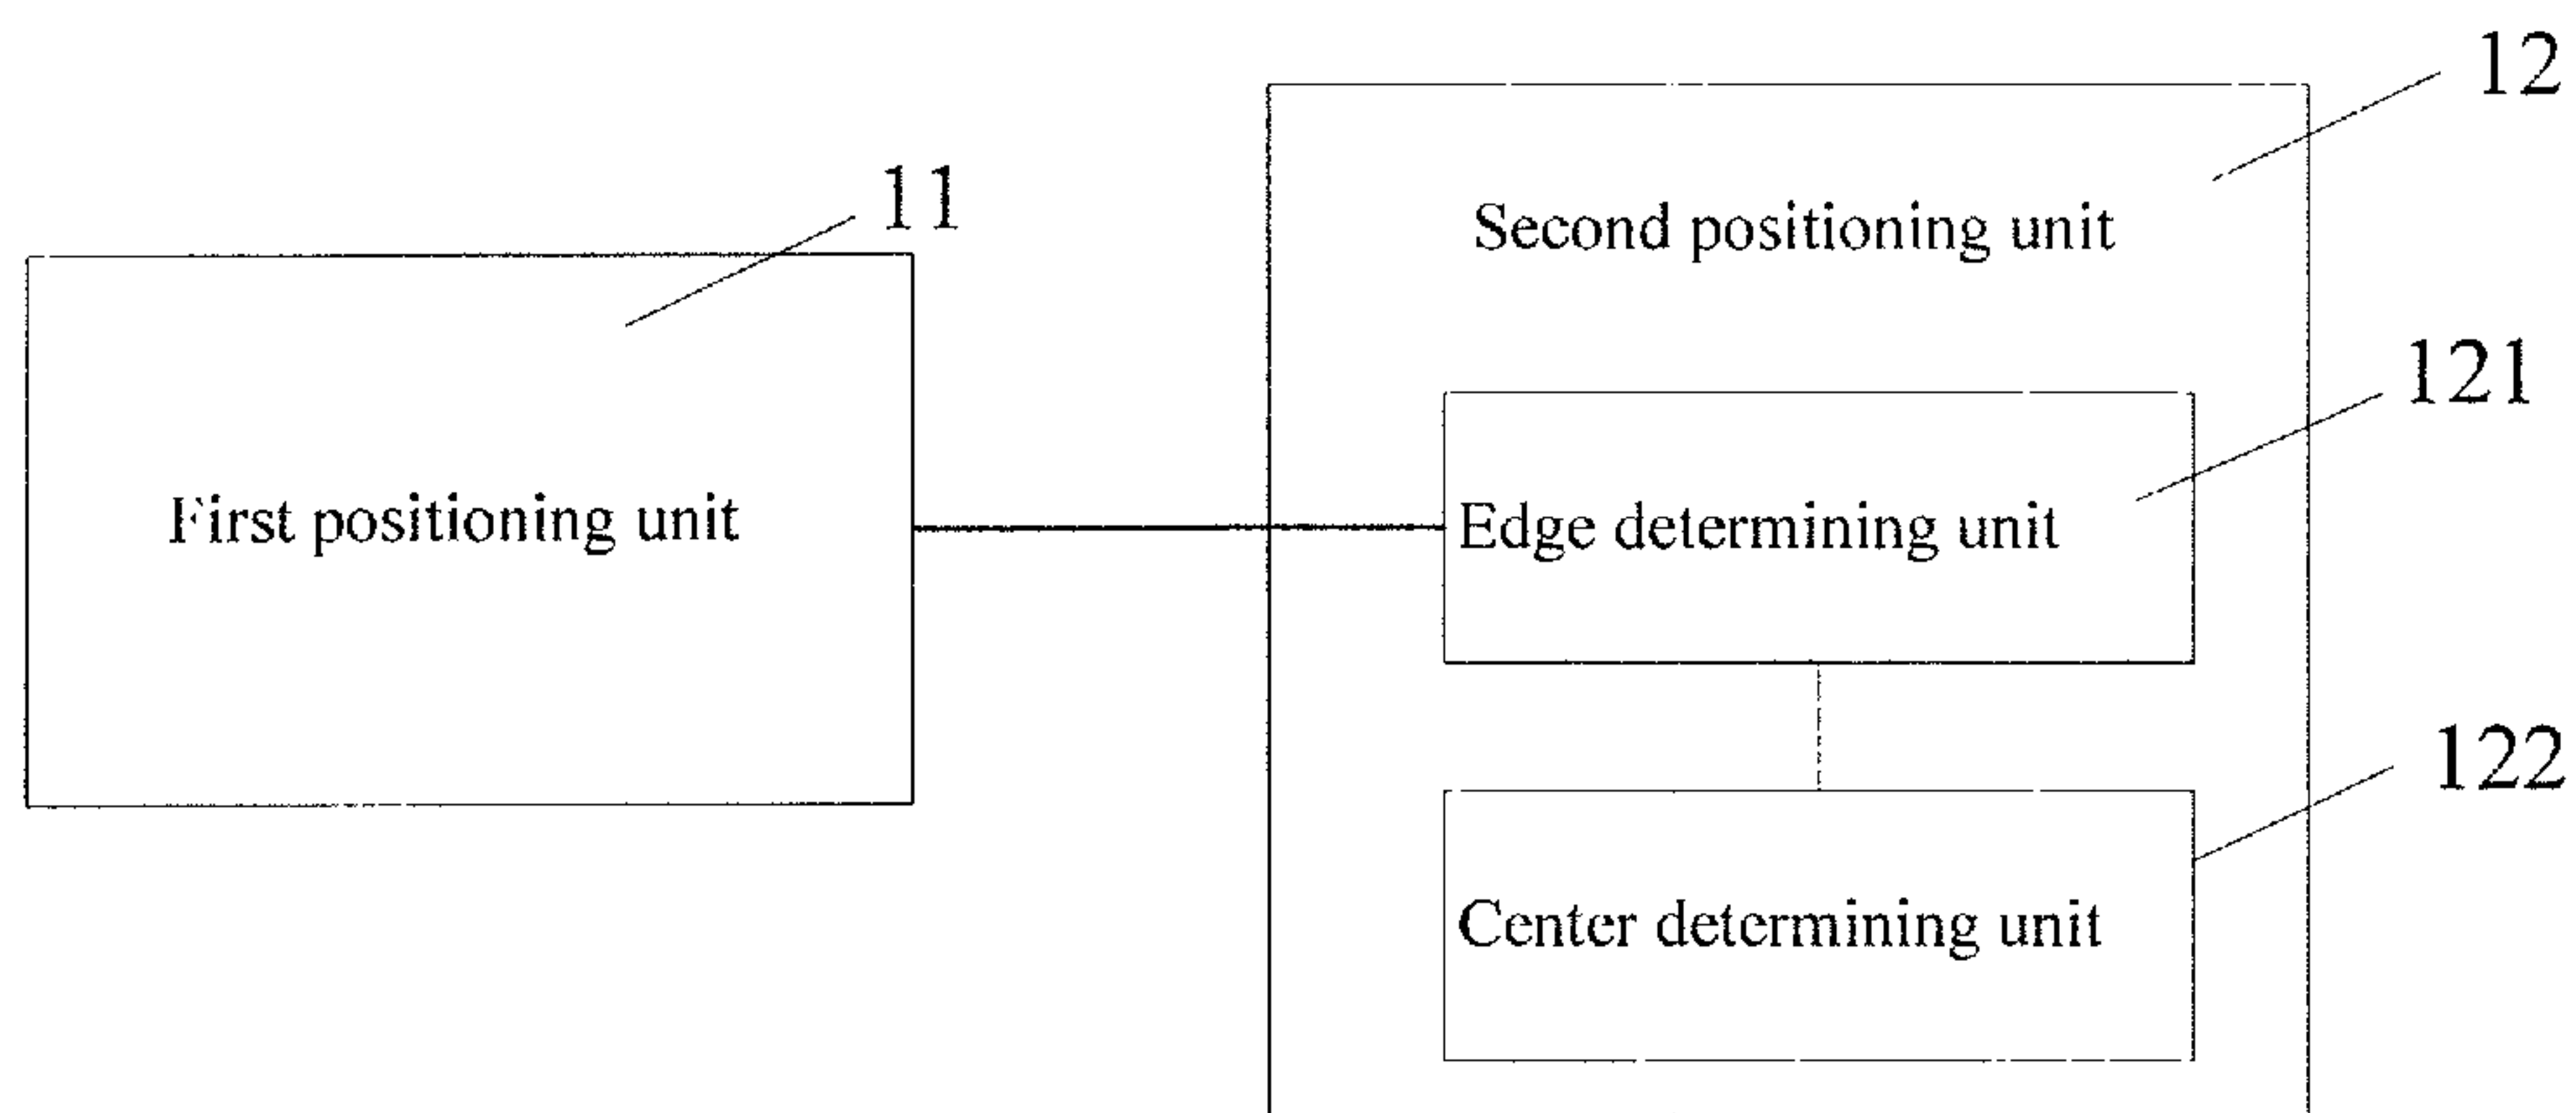 12
11
Second positioning unit
121
First positioning unit
Edge determining unit
122
Center determining unit